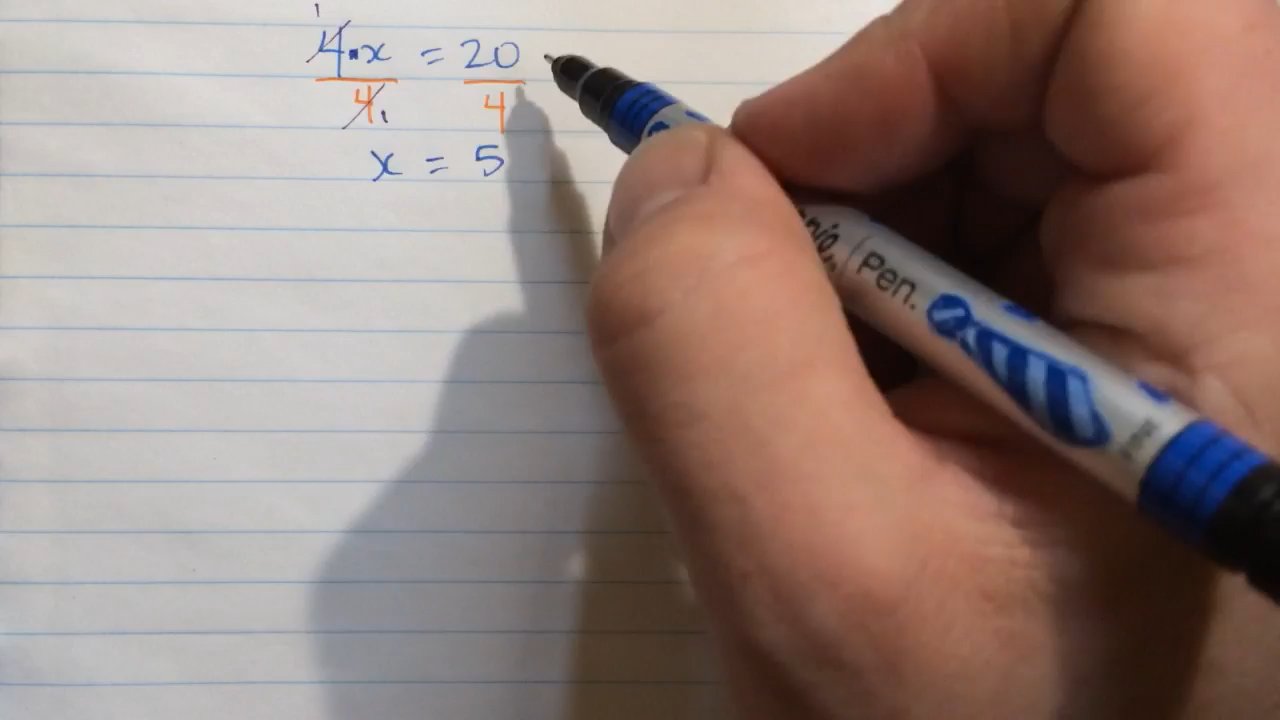 1
4·x = 20
4 1 4
x = 5
Pen.